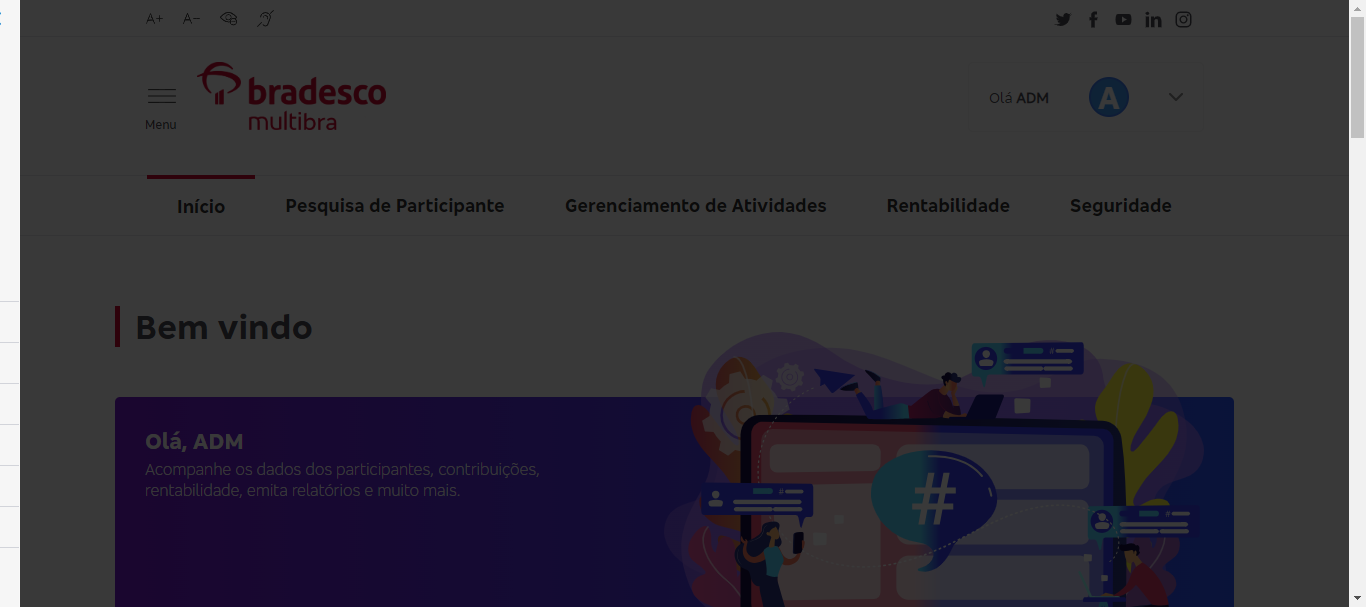 A+ A−
Menu
bradesco
multibra
Olá ADM
A
Início Pesquisa de Participante Gerenciamento de Atividades Rentabilidade Seguridade
Bem vindo
Olá, ADM
Acompanhe os dados dos participantes, contribuições,
rentabilidade, emita relatórios e muito mais.
#
#
#
#